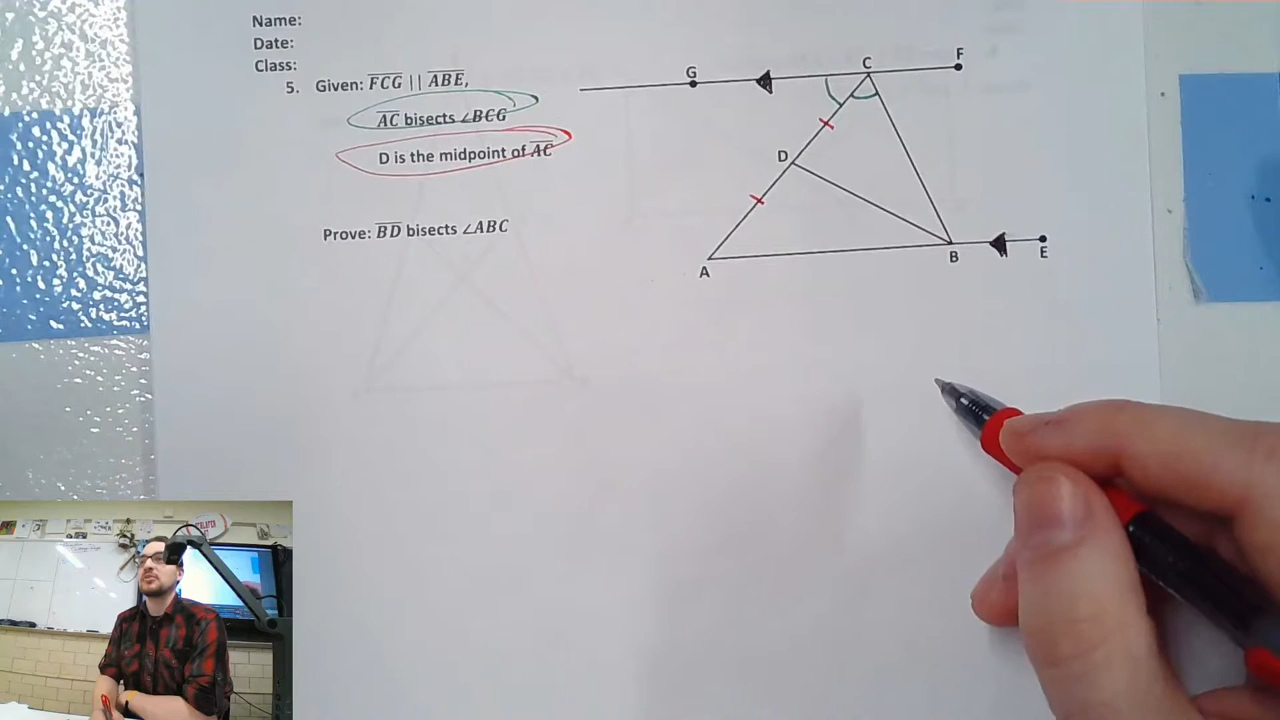 Name:
Date:
Class:
5. Given: FCG || ABE,
AC bisects ∠BCG
D is the midpoint of AC
Prove: BD bisects ∠ABC
G
C
F
D
A
B
E